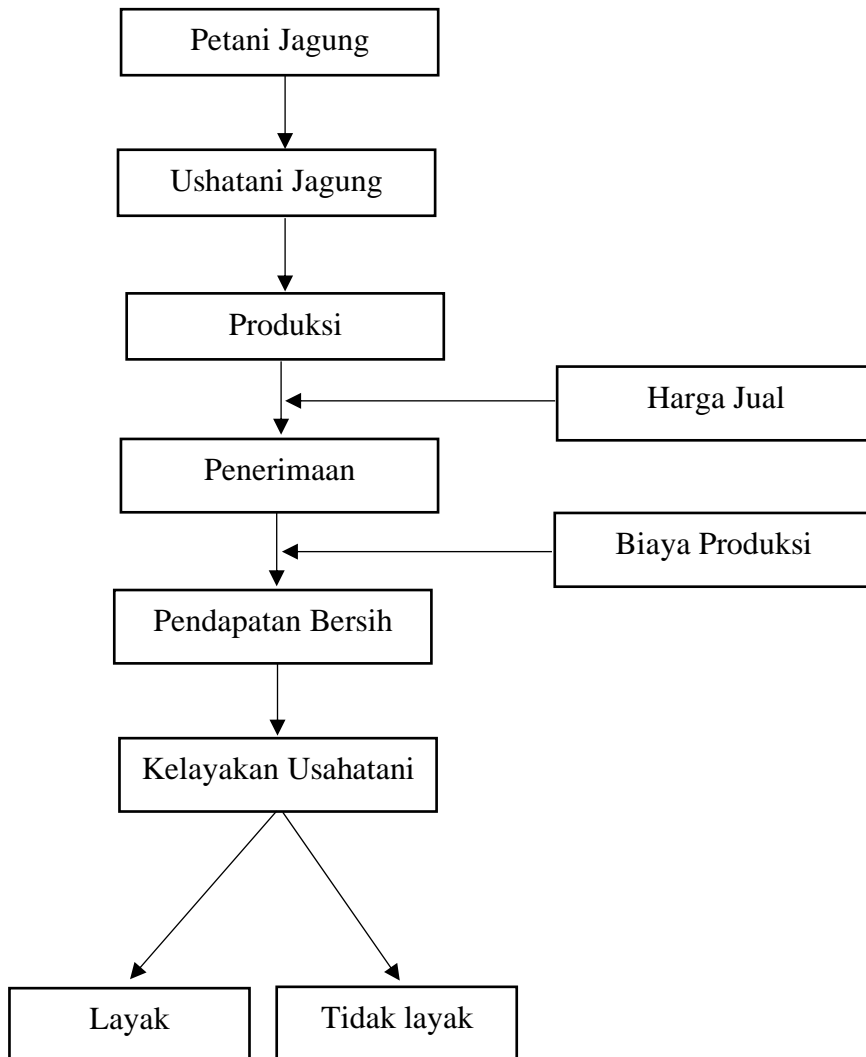 Petani Jagung
Ushatani Jagung
Produksi
Harga Jual
Penerimaan
Biaya Produksi
Pendapatan Bersih
Kelayakan Usahatani
Layak
Tidak layak